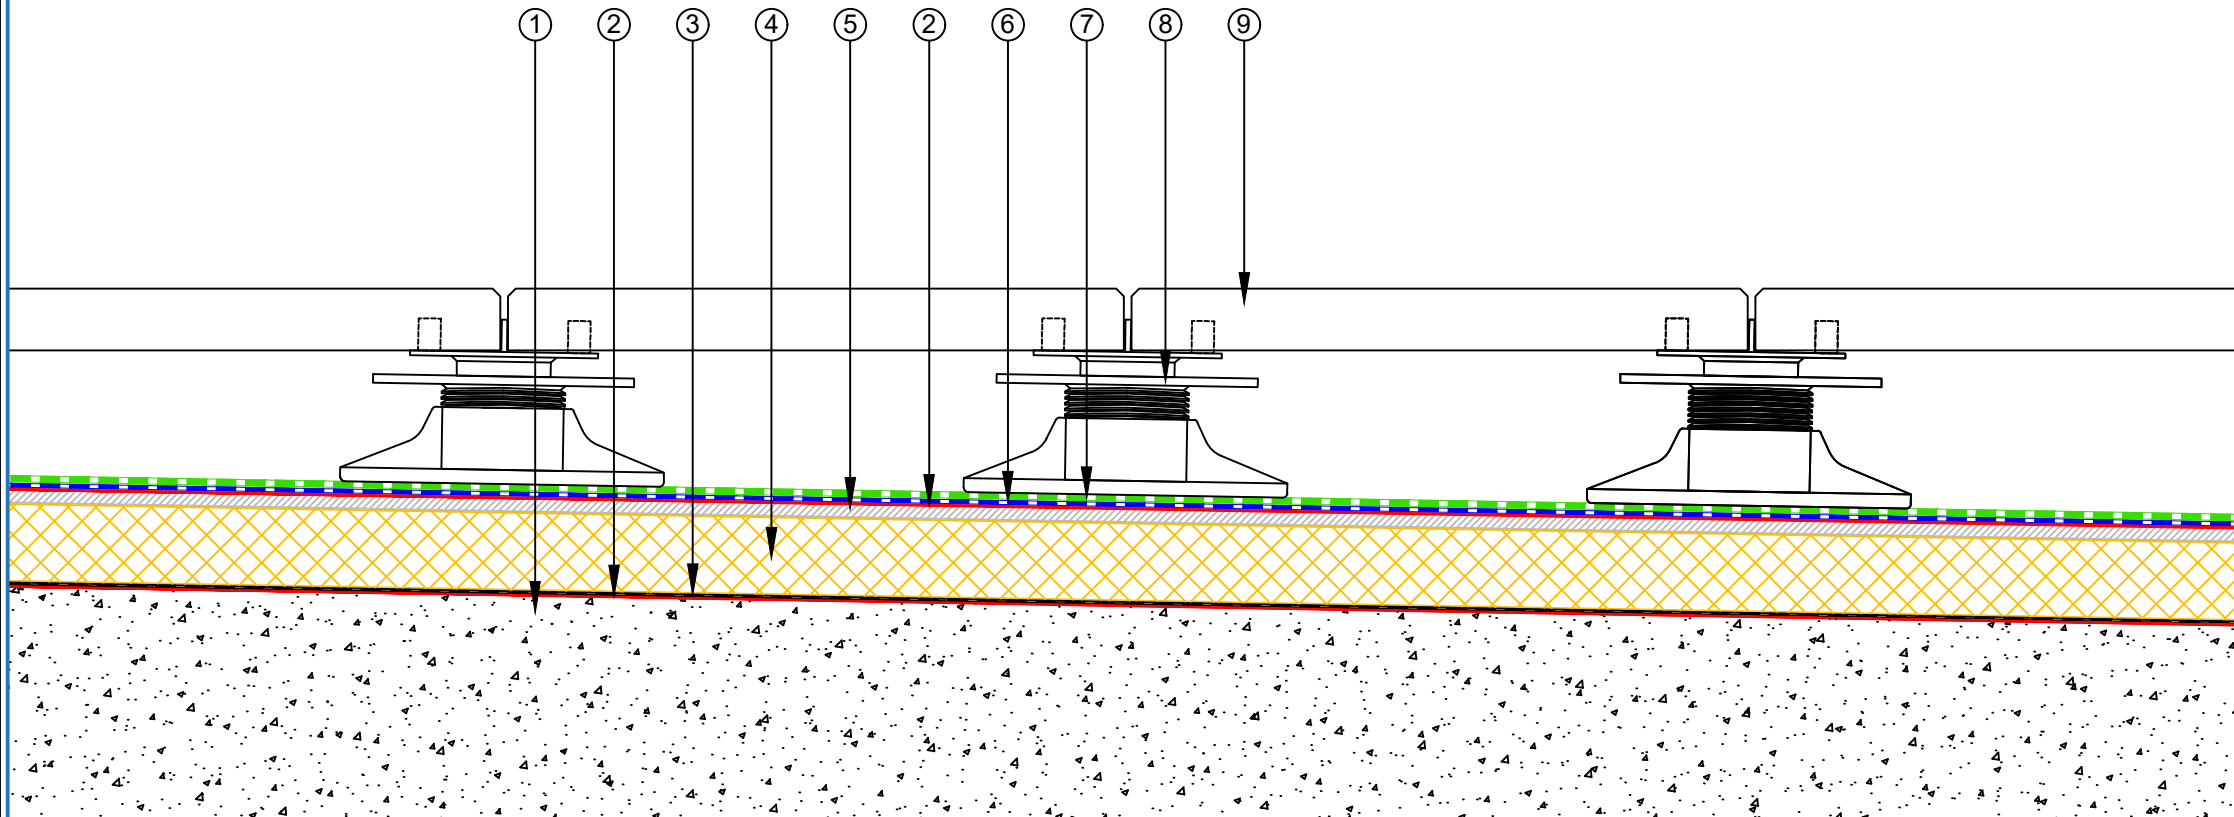 ① ② ③ ④ ⑤ ② ⑥ ⑦ ⑧ ⑨